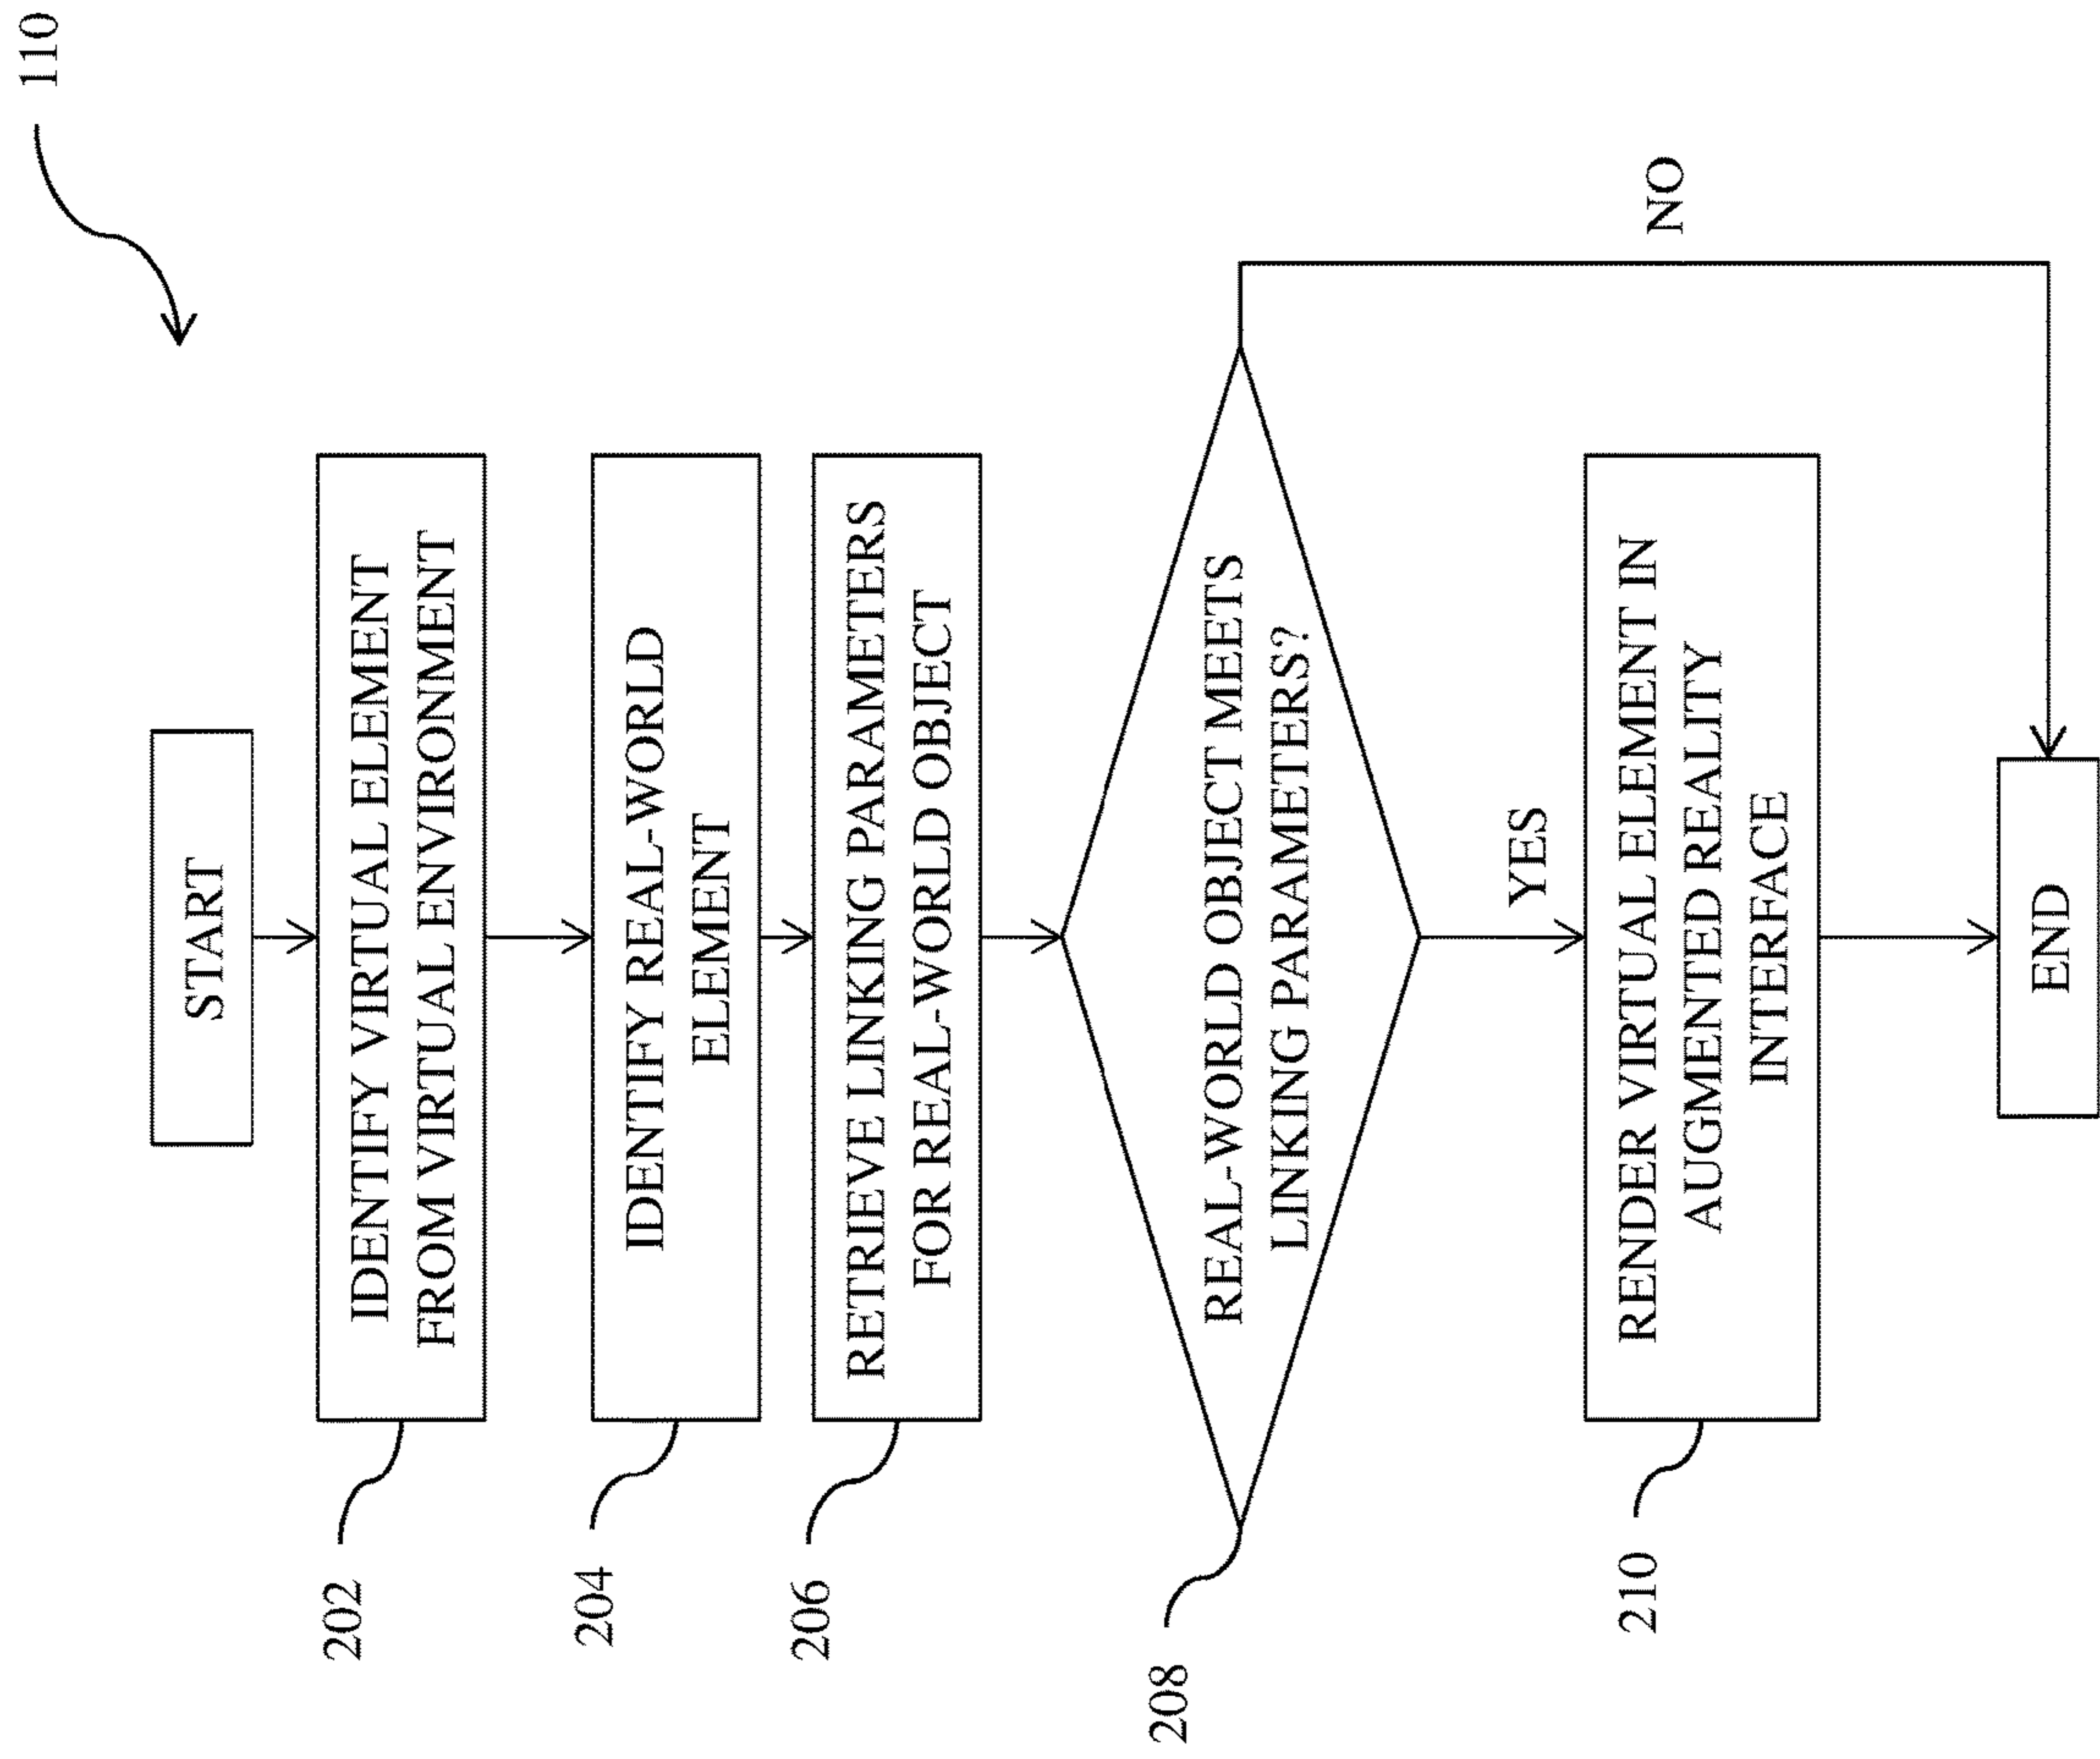 110
START
202
IDENTIFY VIRTUAL ELEMENT
FROM VIRTUAL ENVIRONMENT
204
IDENTIFY REAL-WORLD
ELEMENT
206
RETRIEVE LINKING PARAMETERS
FOR REAL-WORLD OBJECT
208
REAL-WORLD OBJECT MEETS
LINKING PARAMETERS?
YES
NO
210
RENDER VIRTUAL ELEMENT IN
AUGMENTED REALITY
INTERFACE
END